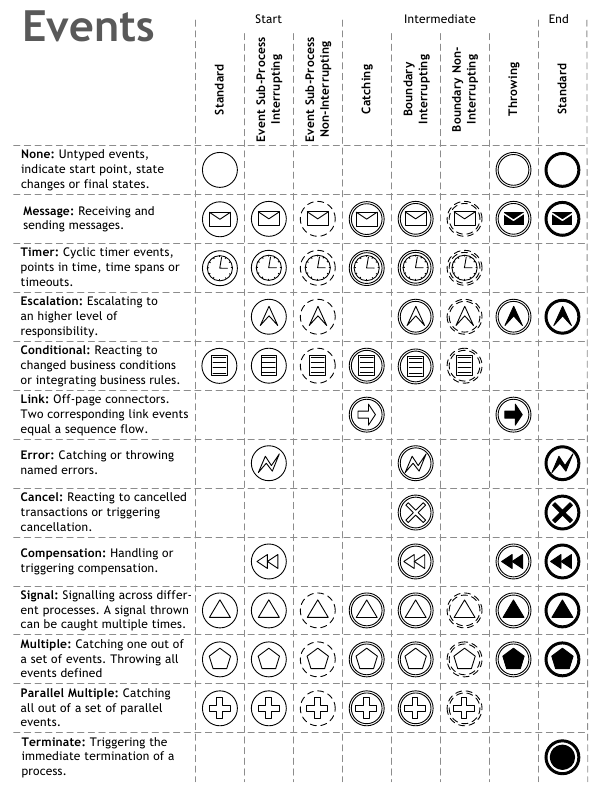 Events
Start
Intermediate
End
Standard
Event Sub-Process
Interrupting
Event Sub-Process
Non-Interrupting
Catching
Boundary
Interrupting
Boundary Non-
Interrupting
Throwing
Standard
None: Untyped events,
indicate start point, state
changes or final states.
Message: Receiving and
sending messages.
Timer: Cyclic timer events,
points in time, time spans or
timeouts.
Escalation: Escalating to
an higher level of
responsibility.
Conditional: Reacting to
changed business conditions
or integrating business rules.
Link: Off-page connectors.
Two corresponding link events
equal a sequence flow.
Error: Catching or throwing
named errors.
Cancel: Reacting to cancelled
transactions or triggering
cancellation.
Compensation: Handling or
triggering compensation.
Signal: Signalling across differ-
ent processes. A signal thrown
can be caught multiple times.
Multiple: Catching one out of
a set of events. Throwing all
events defined
Parallel Multiple: Catching
all out of a set of parallel
events.
Terminate: Triggering the
immediate termination of a
process.